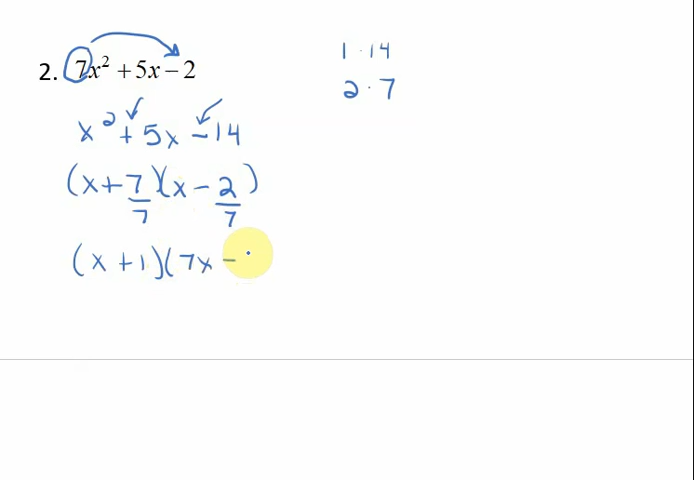 2. 7x² + 5x − 2
1 · 14
2 · 7
x² + 5x − 14
(x + 7/7)(x − 2/7)
(x + 1)(7x −